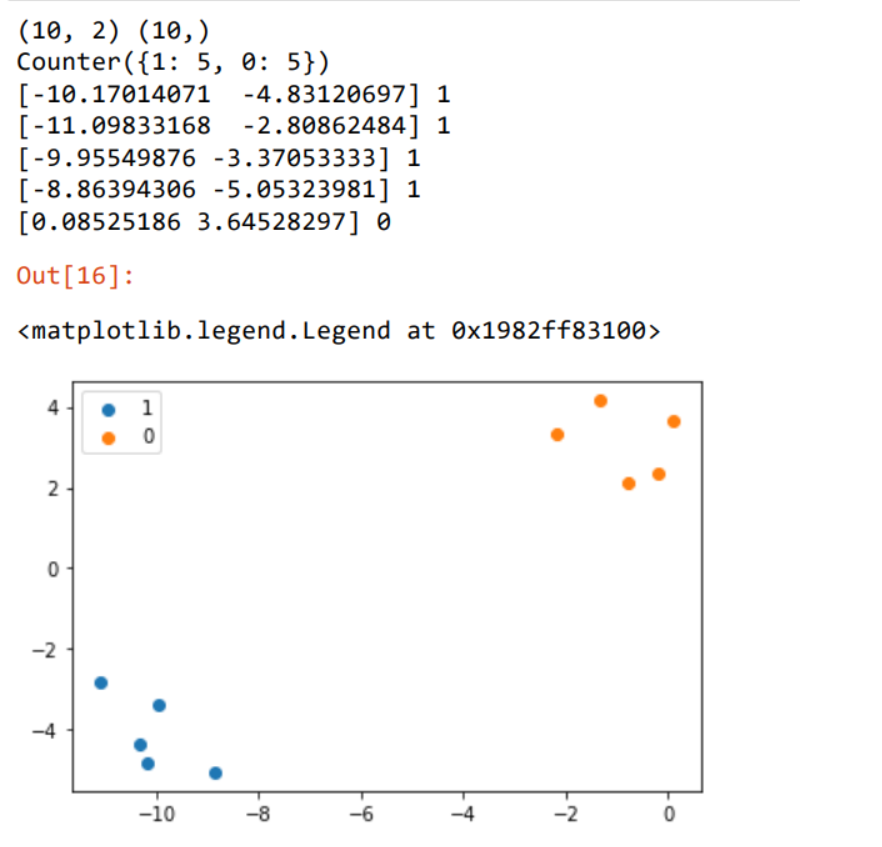 (10, 2) (10,)
Counter({1: 5, 0: 5})
[-10.17014071  -4.83120697] 1
[-11.09833168  -2.80862484] 1
[-9.95549876 -3.37053333] 1
[-8.86394306 -5.05323981] 1
[0.08525186 3.64528297] 0
Out[16]:
<matplotlib.legend.Legend at 0x1982ff83100>
1
0
4
2
0
−2
−4
−10 −8 −6 −4 −2 0